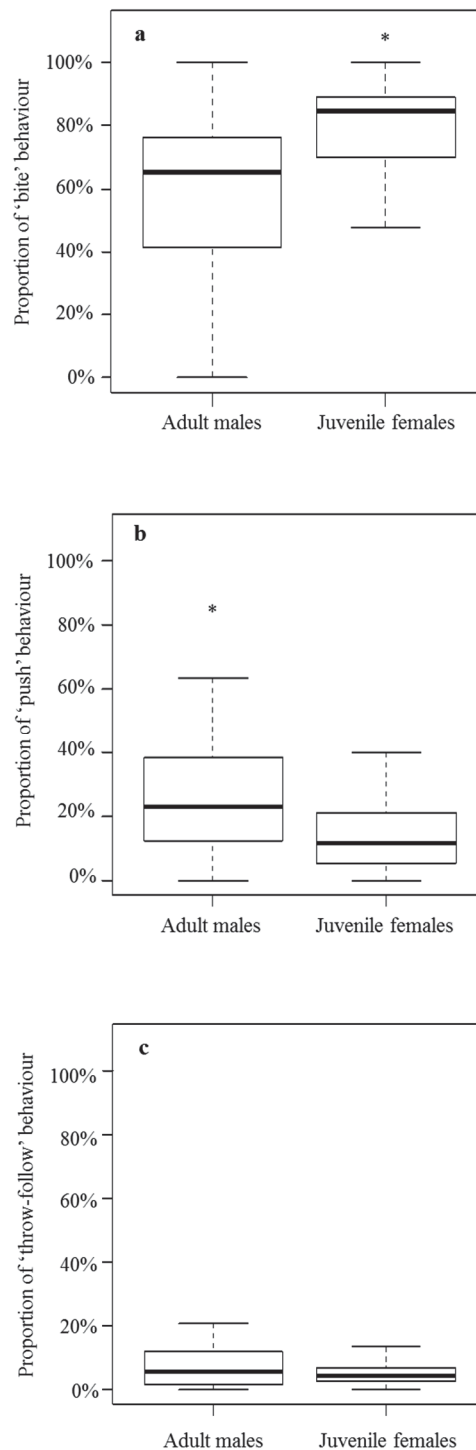 a
*
Proportion of ‘bite’ behaviour
100%
80%
60%
40%
20%
0%
Adult males Juvenile females
b
*
Proportion of ‘push’ behaviour
100%
80%
60%
40%
20%
0%
Adult males Juvenile females
c
Proportion of ‘throw-follow’ behaviour
100%
80%
60%
40%
20%
0%
Adult males Juvenile females